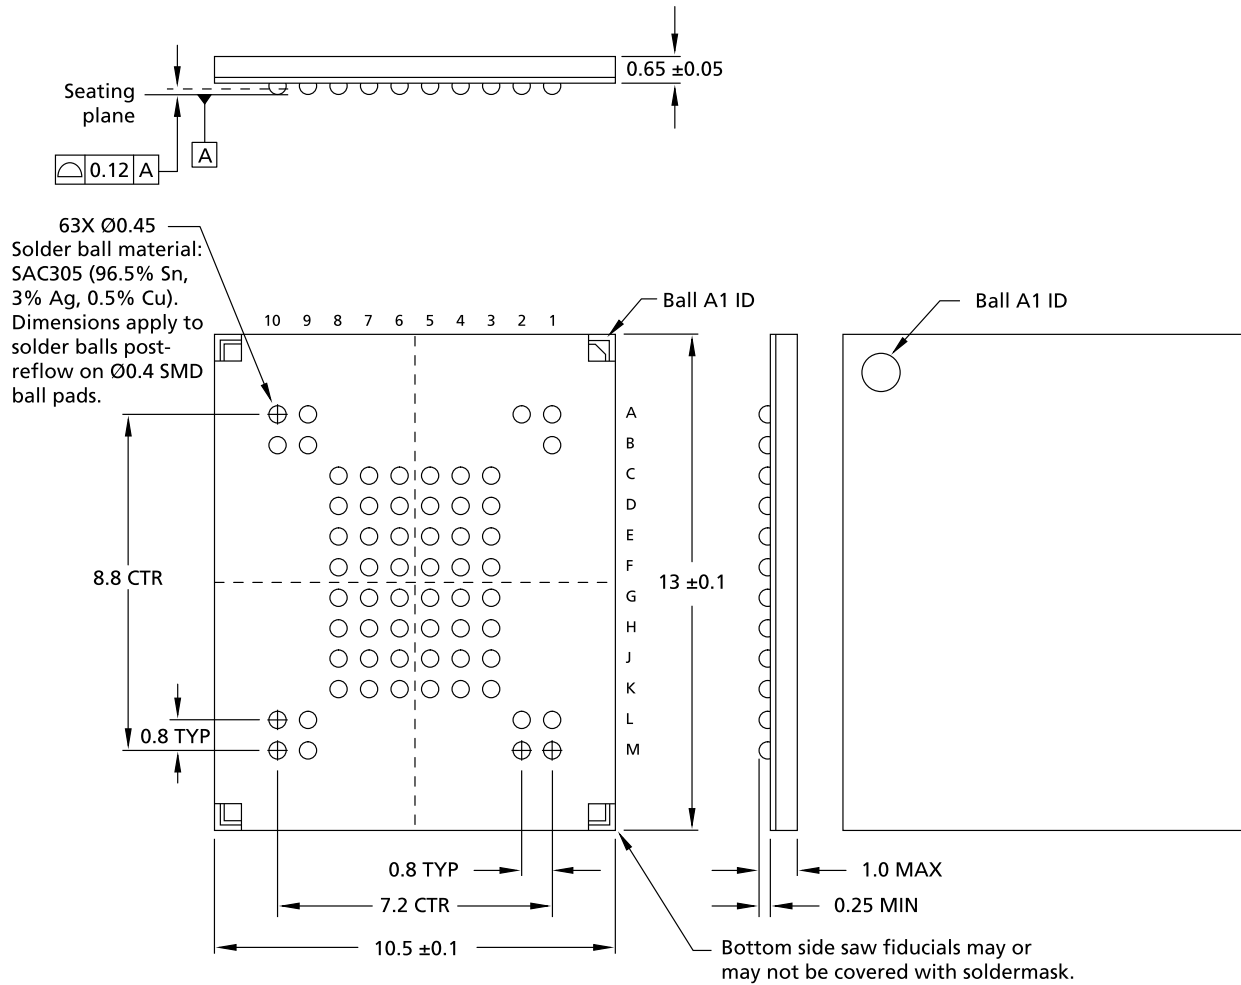 0.65 ±0.05
Seating
plane
A
0.12 A
63X Ø0.45
Solder ball material:
SAC305 (96.5% Sn,
3% Ag, 0.5% Cu).
Dimensions apply to
solder balls post-
reflow on Ø0.4 SMD
ball pads.
Ball A1 ID
Ball A1 ID
10 9 8 7 6 5 4 3 2 1
A
B
C
D
E
F
G
H
J
K
L
M
8.8 CTR
13 ±0.1
0.8 TYP
0.8 TYP
1.0 MAX
7.2 CTR
0.25 MIN
10.5 ±0.1
Bottom side saw fiducials may or
may not be covered with soldermask.